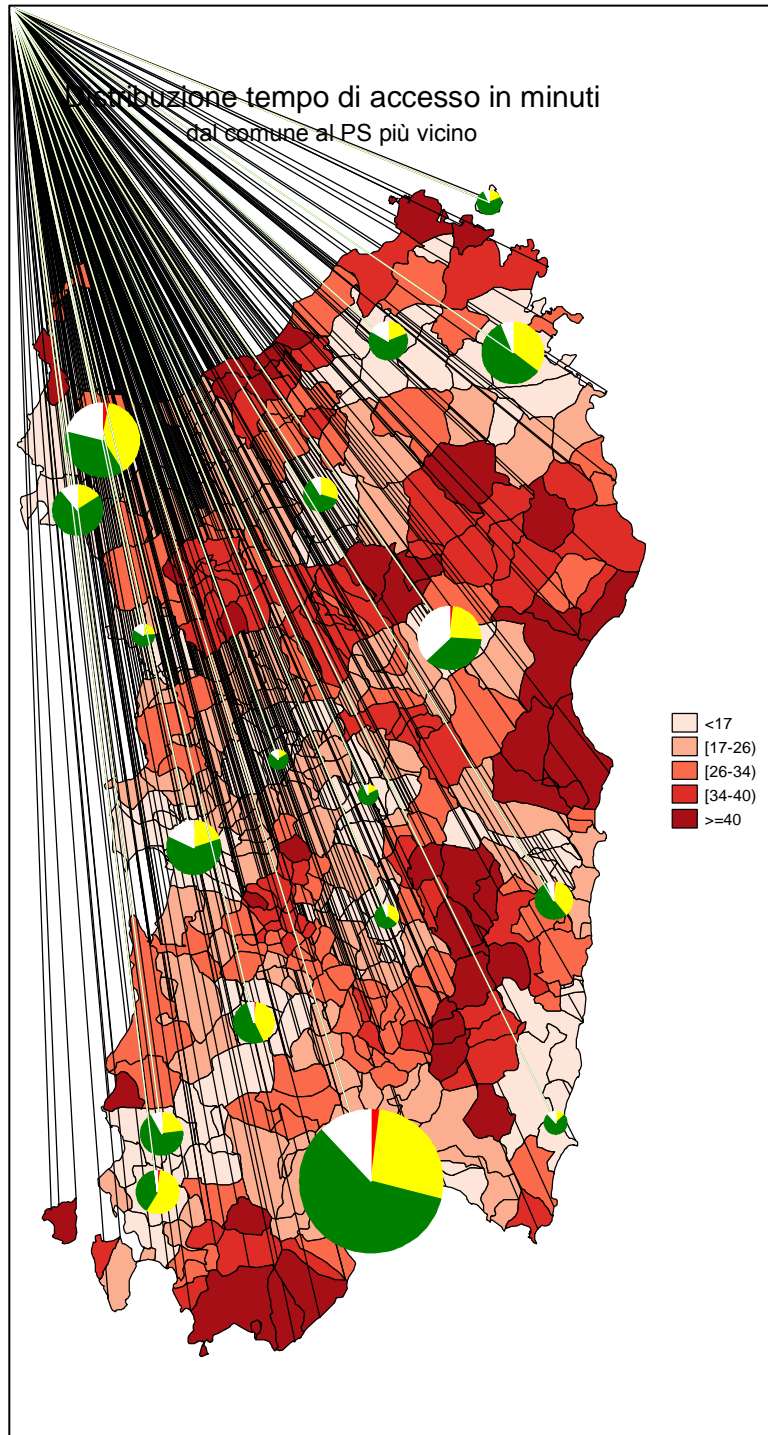 Distribuzione tempo di accesso in minuti
dal comune al PS più vicino
<17
[17-26)
[26-34)
[34-40)
>=40